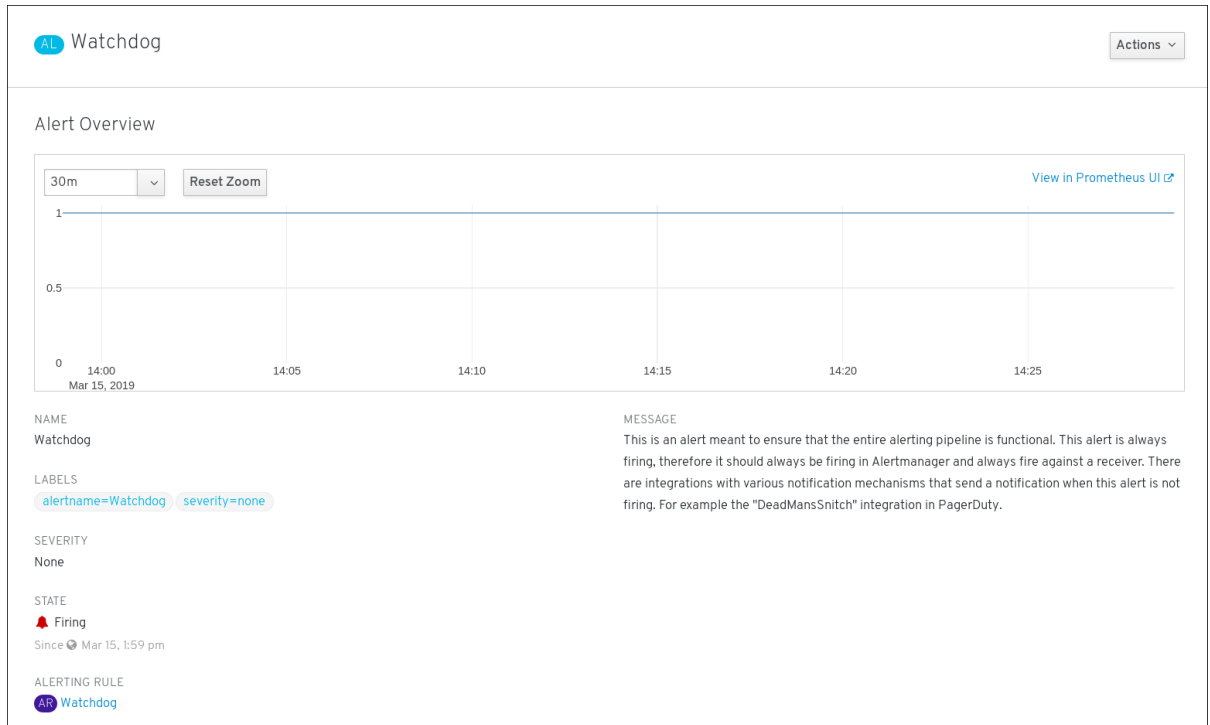 AL Watchdog
Actions
Alert Overview
30m
Reset Zoom
View in Prometheus UI
1
0.5
0
14:00 14:05 14:10 14:15 14:20 14:25
Mar 15, 2019
NAME
Watchdog
LABELS
alertname=Watchdog severity=none
SEVERITY
None
STATE
Firing
Since Mar 15, 1:59 pm
ALERTING RULE
AR Watchdog
MESSAGE
This is an alert meant to ensure that the entire alerting pipeline is functional. This alert is always
firing, therefore it should always be firing in Alertmanager and always fire against a receiver. There
are integrations with various notification mechanisms that send a notification when this alert is not
firing. For example the "DeadMansSnitch" integration in PagerDuty.